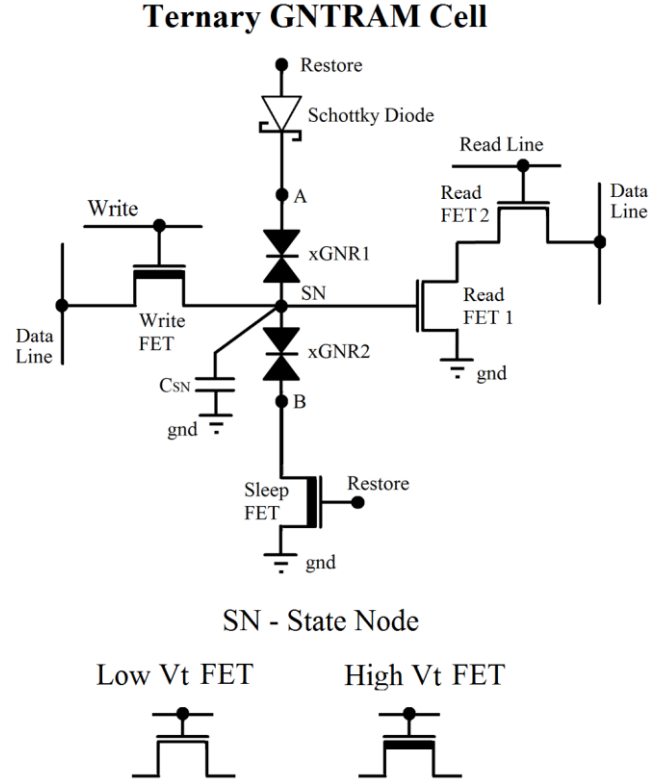 Ternary GNTRAM Cell
Restore
Schottky Diode
Read Line
A
Read
FET 2
Data
Line
Write
xGNR1
SN
Read
FET 1
Write
FET
Data
Line
xGNR2
CSN
gnd
gnd
B
Sleep
FET
Restore
gnd
SN - State Node
Low Vt FET
High Vt FET